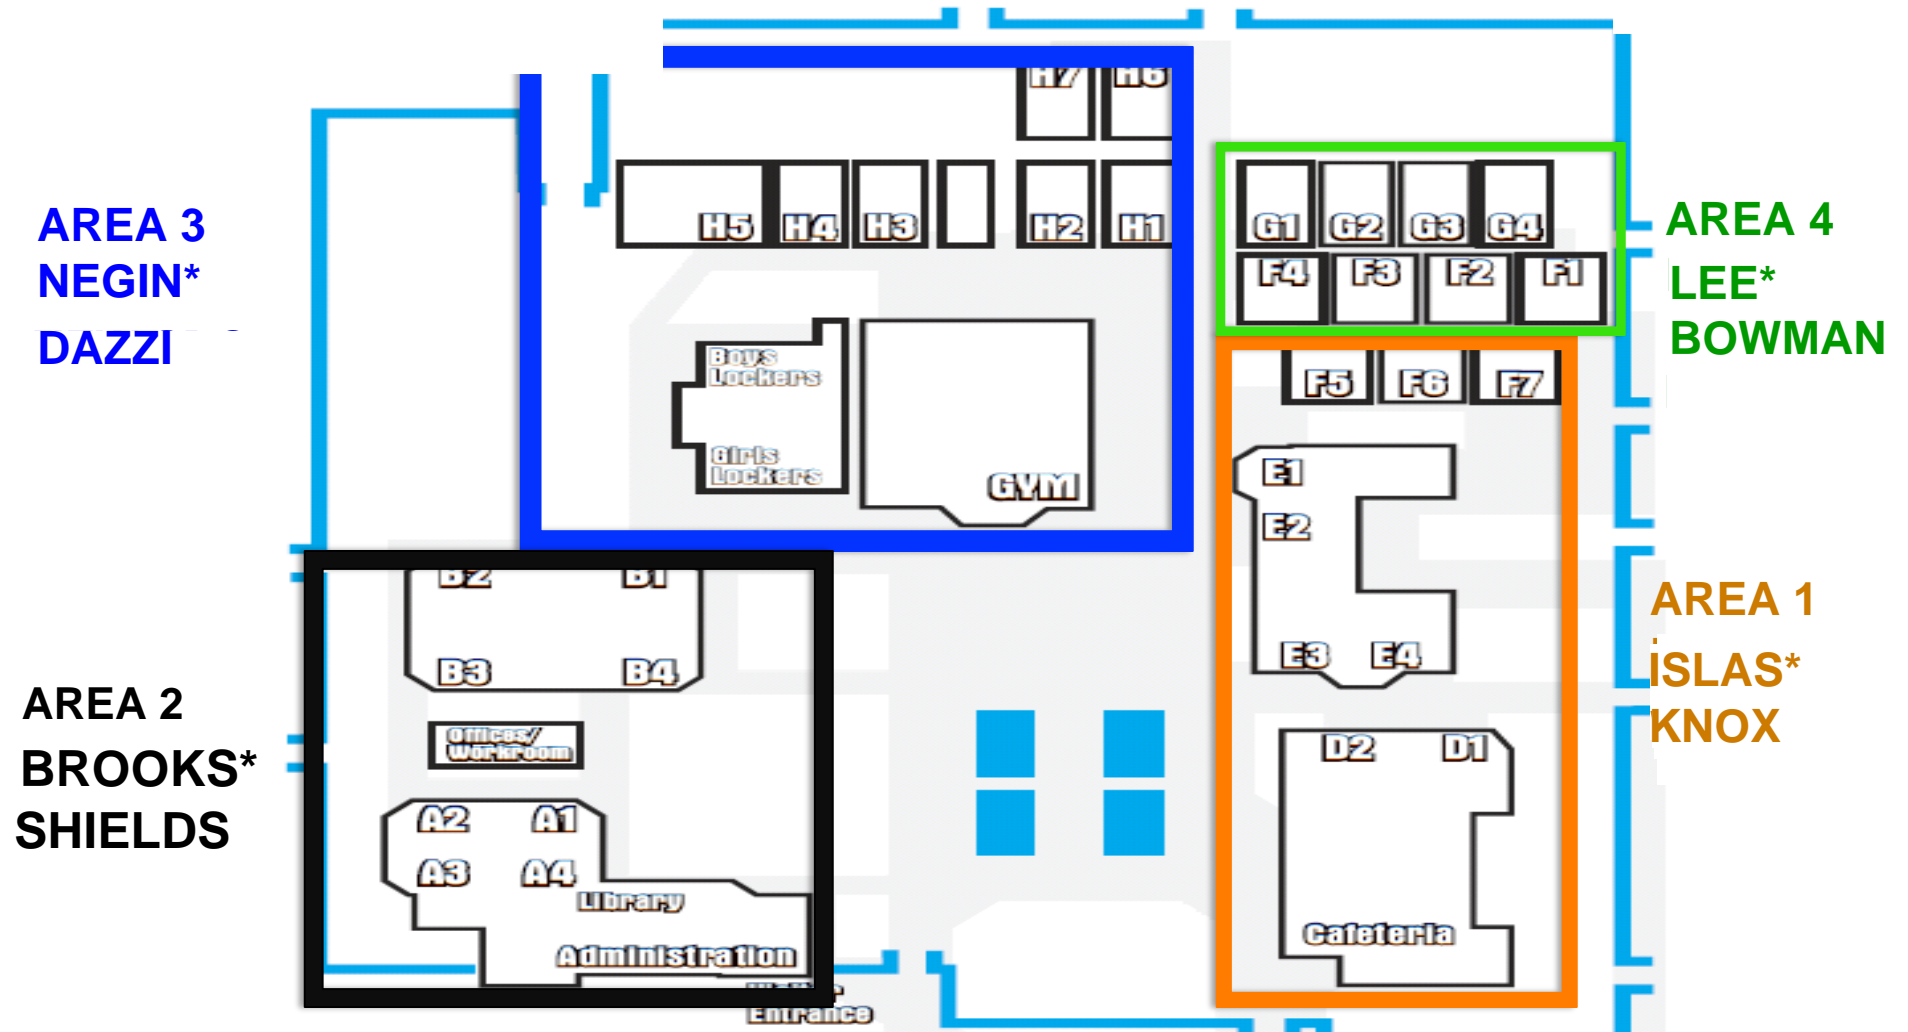 H7 H6
H5 H4 H3 H2 H1
G1 G2 G3 G4
F4 F3 F2 F1
AREA 3
NEGIN*
DAZZI
AREA 4
LEE*
BOWMAN
Boys
Lockers
Girls
Lockers
GYM
F5 F6 F7
E1
E2
E3 E4
B2 B1
B3 B4
AREA 1
ISLAS*
KNOX
AREA 2
BROOKS*
SHIELDS
Offices/
Workroom
A2 A1
A3 A4
Library
Administration
D2 D1
Cafeteria
Entrance